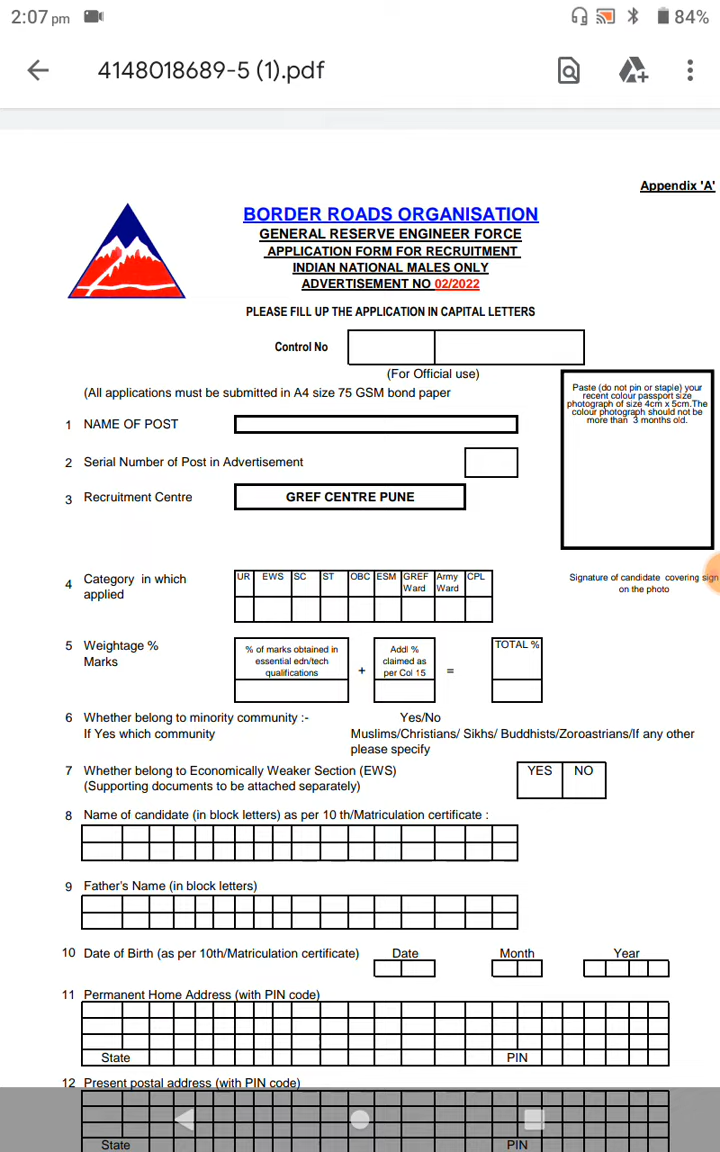 2:07 pm
84%
4148018689-5 (1).pdf
Appendix 'A'
BORDER ROADS ORGANISATION
GENERAL RESERVE ENGINEER FORCE
APPLICATION FORM FOR RECRUITMENT
INDIAN NATIONAL MALES ONLY
ADVERTISEMENT NO 02/2022
PLEASE FILL UP THE APPLICATION IN CAPITAL LETTERS
Control No
(For Official use)
(All applications must be submitted in A4 size 75 GSM bond paper
Paste (do not pin or staple) your
recent colour passport size
photograph of size 4cm x 5cm.The
colour photograph should not be
more than 3 months old.
1 NAME OF POST
2 Serial Number of Post in Advertisement
3 Recruitment Centre GREF CENTRE PUNE
Signature of candidate covering sign
on the photo
4 Category in which
applied
UR EWS SC ST OBC ESM GREF Ward Army Ward CPL
5 Weightage %
Marks
% of marks obtained in
essential edn/tech
qualifications
+
Addl %
claimed as
per Col 15
=
TOTAL %
6 Whether belong to minority community :- Yes/No
If Yes which community Muslims/Christians/ Sikhs/ Buddhists/Zoroastrians/If any other
please specify
7 Whether belong to Economically Weaker Section (EWS) YES NO
(Supporting documents to be attached separately)
8 Name of candidate (in block letters) as per 10 th/Matriculation certificate :
9 Father's Name (in block letters)
10 Date of Birth (as per 10th/Matriculation certificate) Date Month Year
11 Permanent Home Address (with PIN code)
State PIN
12 Present postal address (with PIN code)
State PIN